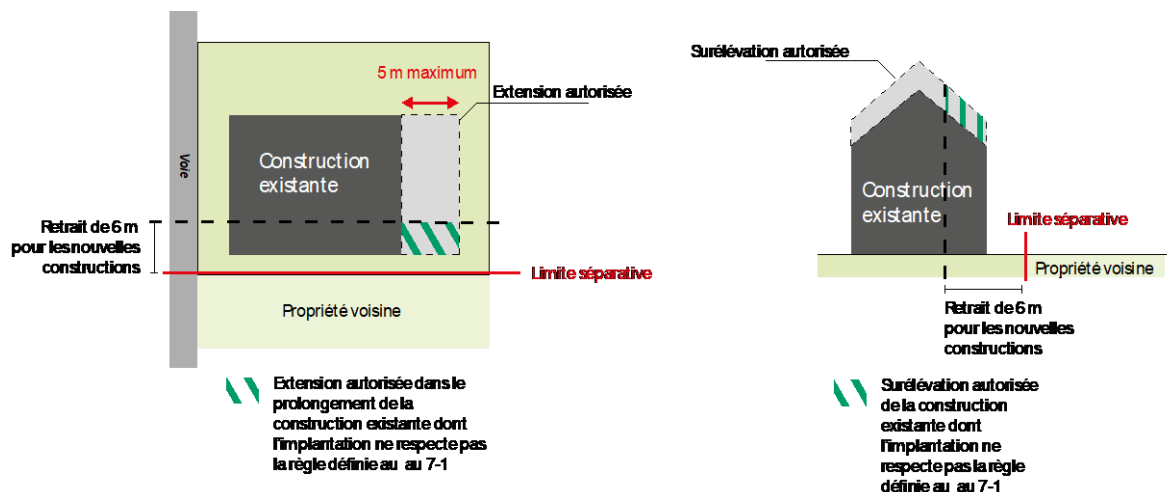 5 m maximum
Extension autorisée
Construction
existante
Voie
Retrait de 6 m
pour les nouvelles
constructions
Limite séparative
Propriété voisine
Extension autorisée dans le
prolongement de la
construction existante dont
l'implantation ne respecte pas
la règle définie au au 7-1
Surélévation autorisée
Construction
existante
Limite séparative
Propriété voisine
Retrait de 6 m
pour les nouvelles
constructions
Surélévation autorisée
de la construction
existante dont
l'implantation ne
respecte pas la règle
définie au au 7-1